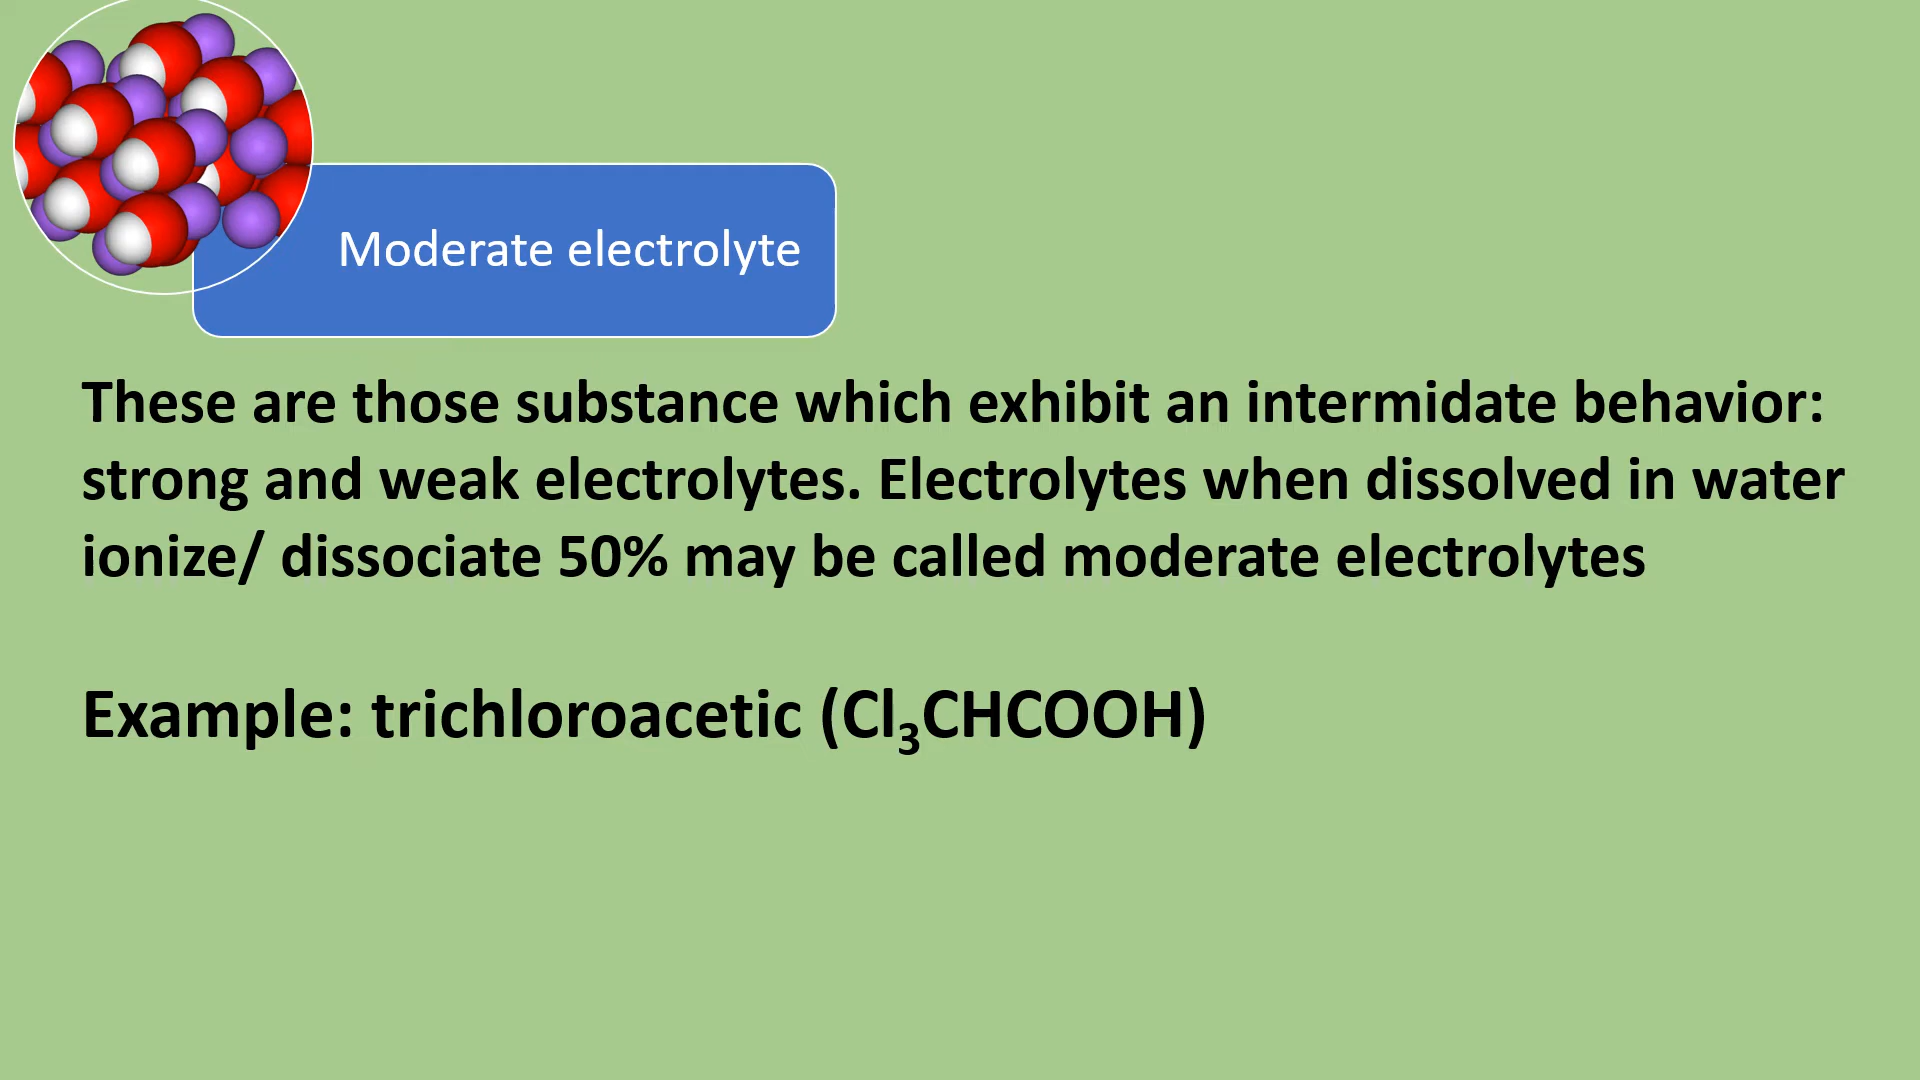 Moderate electrolyte
These are those substance which exhibit an intermidate behavior:
strong and weak electrolytes. Electrolytes when dissolved in water
ionize/ dissociate 50% may be called moderate electrolytes
Example: trichloroacetic (Cl₃CHCOOH)